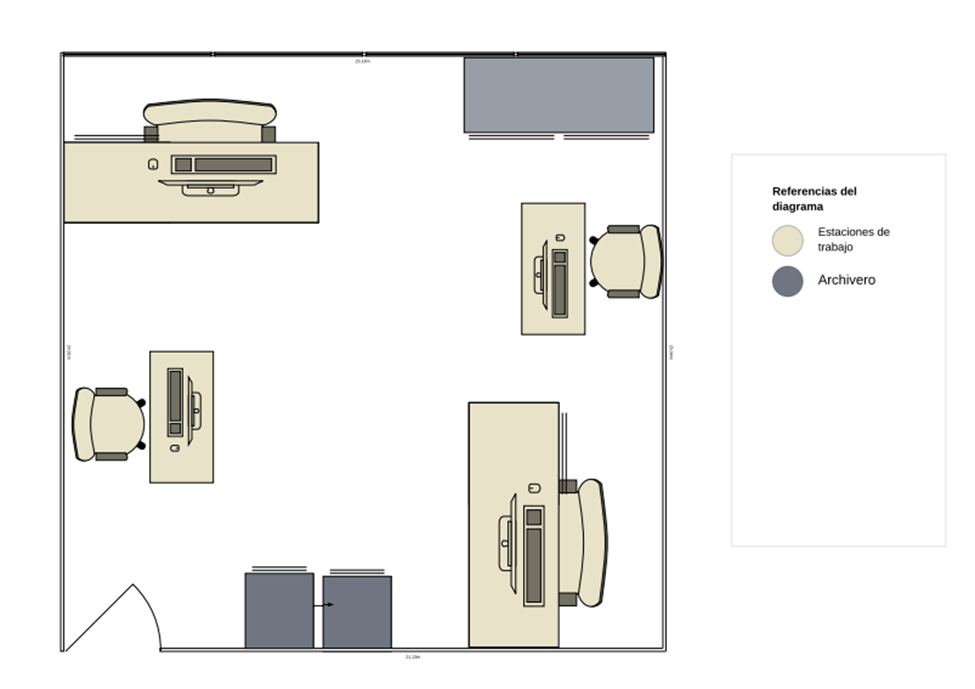 Referencias del
diagrama
Estaciones de
trabajo
Archivero